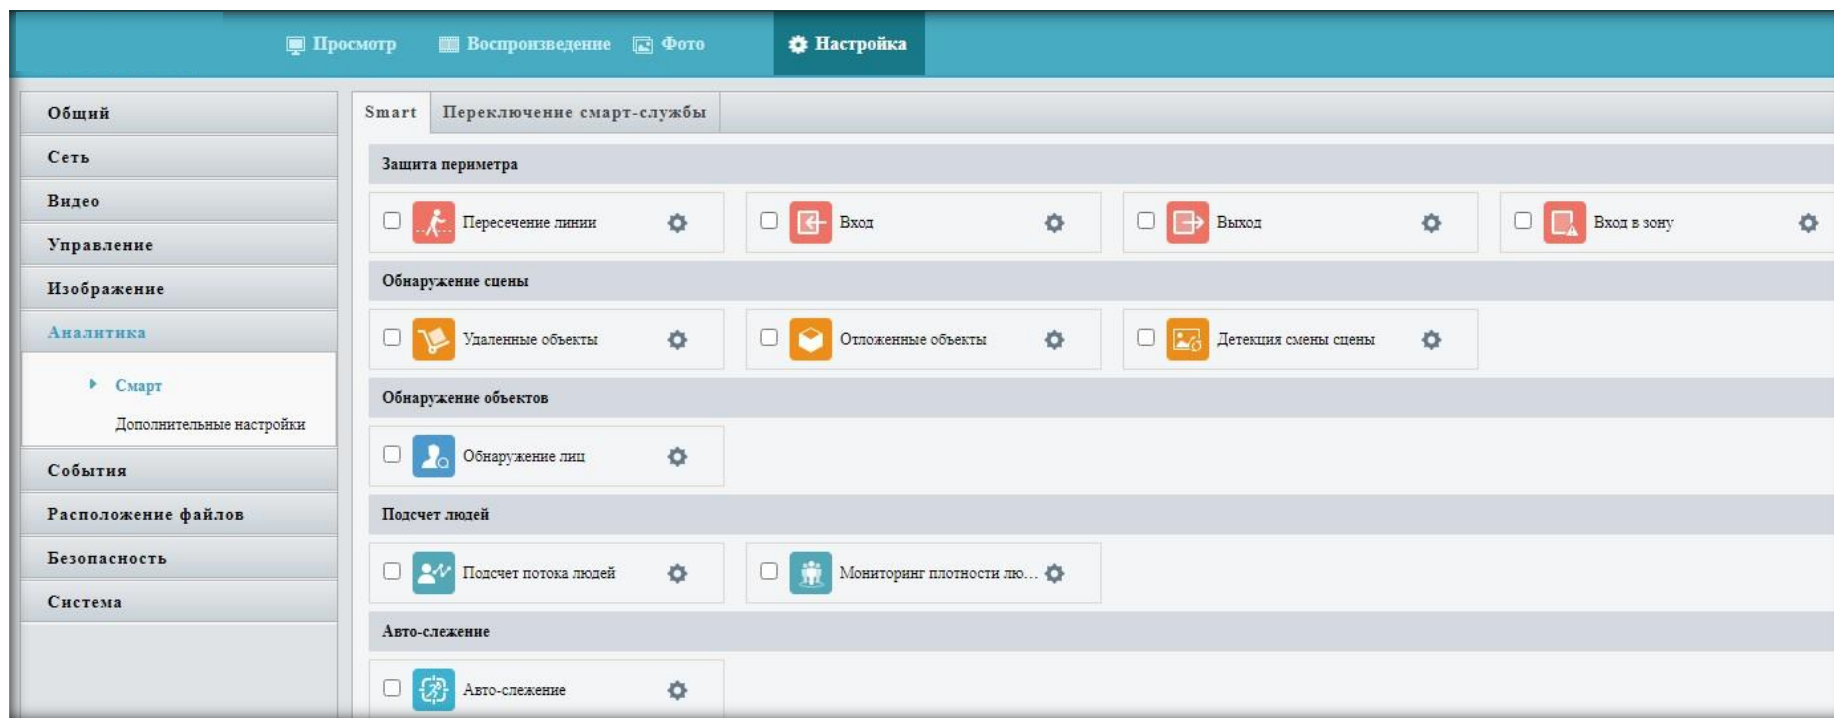 Просмотр Воспроизведение Фото Настройка
Общий
Сеть
Видео
Управление
Изображение
Аналитика
Смарт
Дополнительные настройки
События
Расположение файлов
Безопасность
Система
Smart Переключение смарт-службы
Защита периметра
Пересечение линии Вход Выход Вход в зону
Обнаружение сцены
Удаленные объекты Отложенные объекты Детекция смены сцены
Обнаружение объектов
Обнаружение лиц
Подсчет людей
Подсчет потока людей Мониторинг плотности лю...
Авто-слежение
Авто-слежение